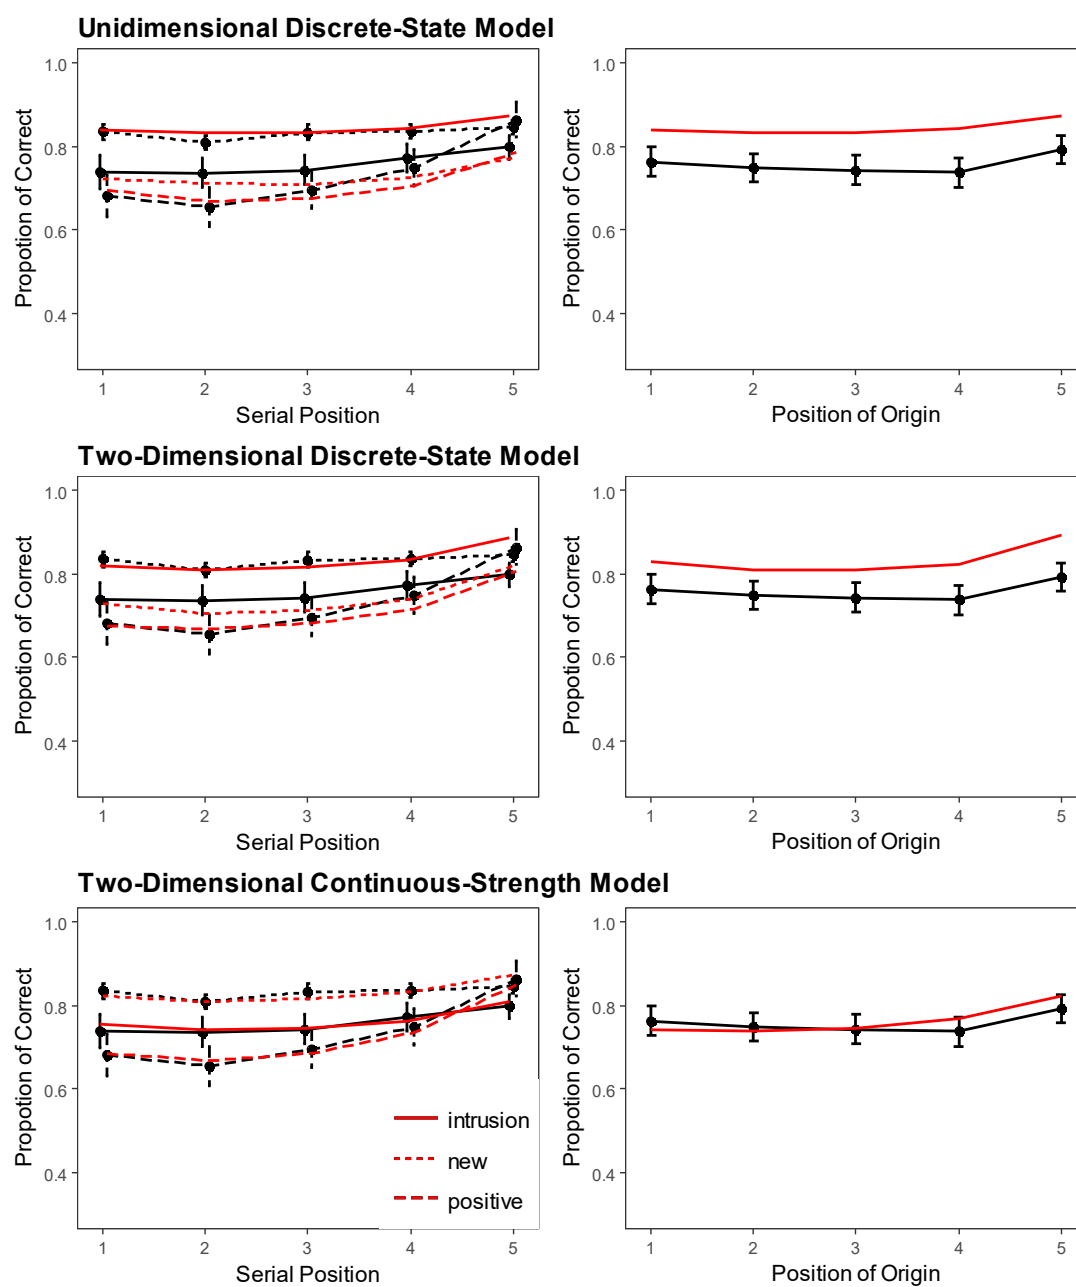 Unidimensional Discrete-State Model
Propotion of Correct
1.0
0.8
0.6
0.4
1 2 3 4 5
Serial Position
Propotion of Correct
1.0
0.8
0.6
0.4
1 2 3 4 5
Position of Origin
Two-Dimensional Discrete-State Model
Propotion of Correct
1.0
0.8
0.6
0.4
1 2 3 4 5
Serial Position
Propotion of Correct
1.0
0.8
0.6
0.4
1 2 3 4 5
Position of Origin
Two-Dimensional Continuous-Strength Model
Propotion of Correct
1.0
0.8
0.6
0.4
intrusion
new
positive
1 2 3 4 5
Serial Position
Propotion of Correct
1.0
0.8
0.6
0.4
1 2 3 4 5
Position of Origin